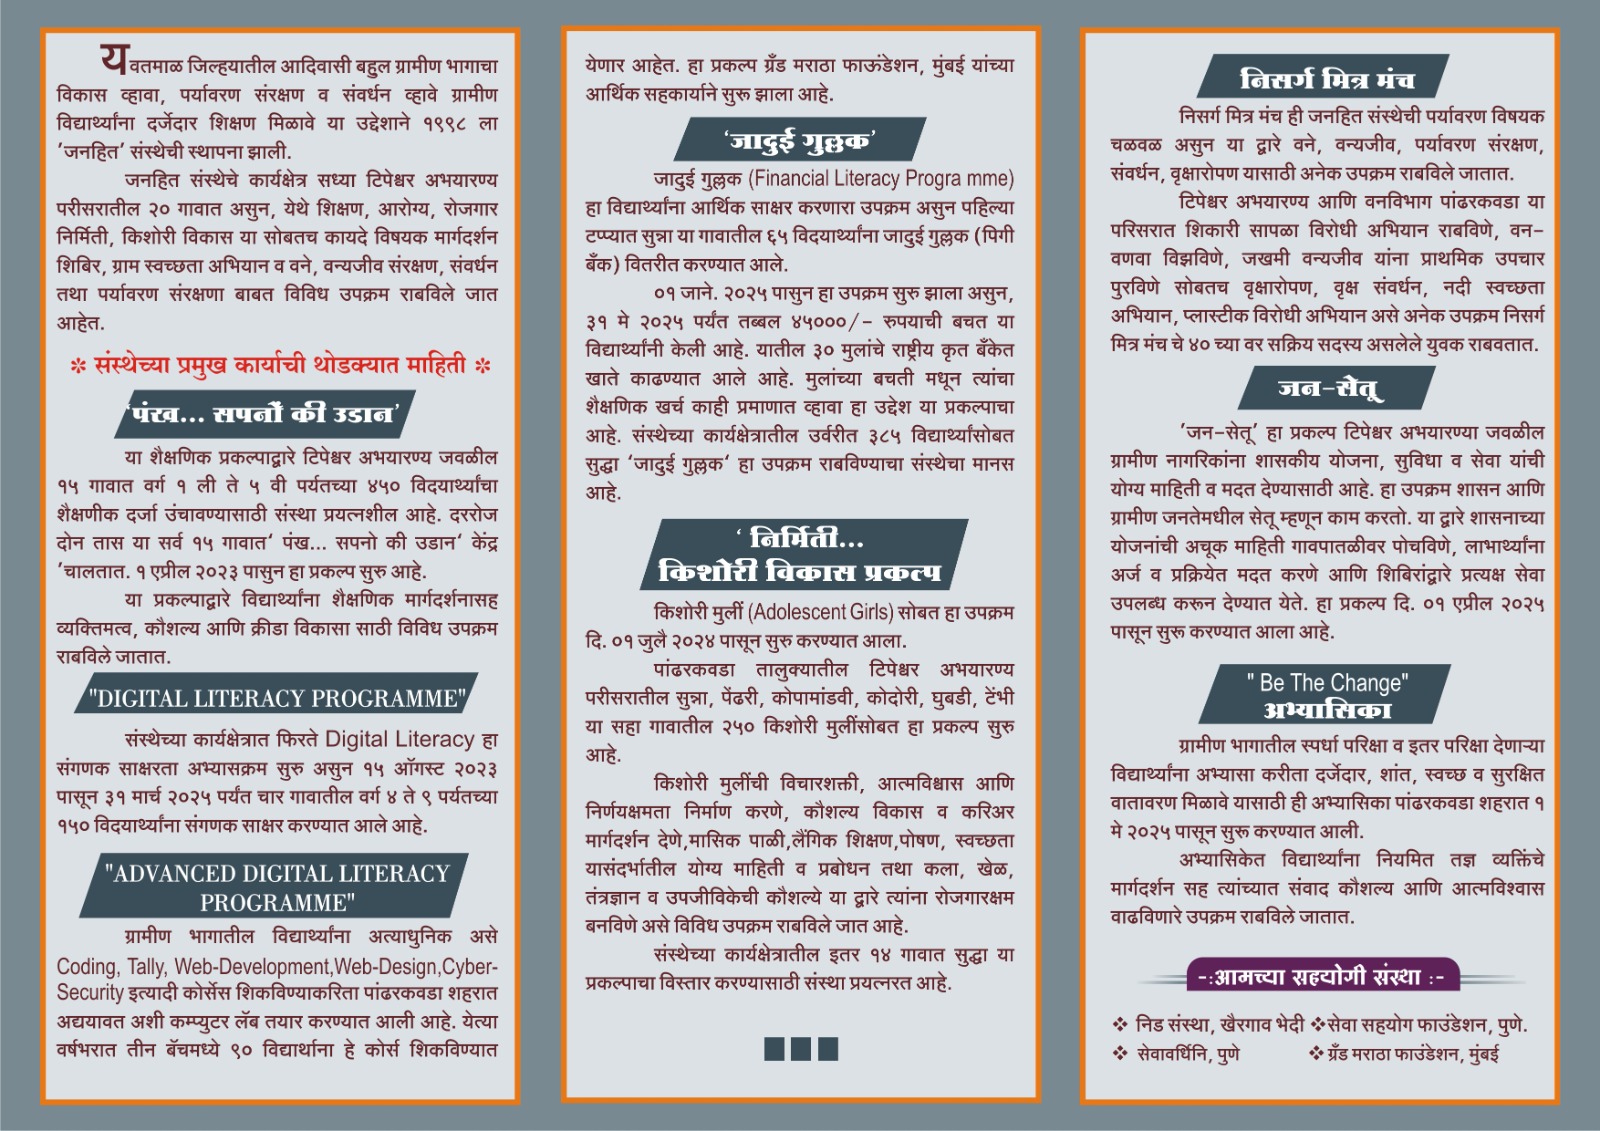 यवतमाळ जिल्हयातील आदिवासी बहुल ग्रामीण भागाचा
विकास व्हावा, पर्यावरण संरक्षण व संवर्धन व्हावे ग्रामीण
विद्यार्थ्यांना दर्जेदार शिक्षण मिळावे या उद्देशाने १९९८ ला
'जनहित' संस्थेची स्थापना झाली.
जनहित संस्थेचे कार्यक्षेत्र सध्या टिपेश्वर अभयारण्य
परीसरातील २० गावात असुन, येथे शिक्षण, आरोग्य, रोजगार
निर्मिती, किशोरी विकास या सोबतच कायदे विषयक मार्गदर्शन
शिबिर, ग्राम स्वच्छता अभियान व वने, वन्यजीव संरक्षण, संवर्धन
तथा पर्यावरण संरक्षणा बाबत विविध उपक्रम राबविले जात
आहेत.
❊ संस्थेच्या प्रमुख कार्याची थोडक्यात माहिती ❊
'पंख... सपनों की उडान'
या शैक्षणिक प्रकल्पाद्वारे टिपेश्वर अभयारण्य जवळील
१५ गावात वर्ग १ ली ते ५ वी पर्यतच्या ४५० विदयार्थ्यांचा
शैक्षणीक दर्जा उंचावण्यासाठी संस्था प्रयत्नशील आहे. दररोज
दोन तास या सर्व १५ गावात' पंख... सपनो की उडान' केंद्र
'चालतात. १ एप्रील २०२३ पासुन हा प्रकल्प सुरु आहे.
या प्रकल्पाद्वारे विद्यार्थ्यांना शैक्षणिक मार्गदर्शनासह
व्यक्तिमत्व, कौशल्य आणि क्रीडा विकासा साठी विविध उपक्रम
राबविले जातात.
"DIGITAL LITERACY PROGRAMME"
संस्थेच्या कार्यक्षेत्रात फिरते Digital Literacy हा
संगणक साक्षरता अभ्यासक्रम सुरु असुन १५ ऑगस्ट २०२३
पासून ३१ मार्च २०२५ पर्यंत चार गावातील वर्ग ४ ते ९ पर्यतच्या
१५० विदयार्थ्यांना संगणक साक्षर करण्यात आले आहे.
"ADVANCED DIGITAL LITERACY
PROGRAMME"
ग्रामीण भागातील विद्यार्थ्यांना अत्याधुनिक असे
Coding, Tally, Web-Development,Web-Design,Cyber-
Security इत्यादी कोर्सेस शिकविण्याकरिता पांढरकवडा शहरात
अद्ययावत अशी कम्प्युटर लॅब तयार करण्यात आली आहे. येत्या
वर्षभरात तीन बॅचमध्ये ९० विद्यार्थाना हे कोर्स शिकविण्यात
येणार आहेत. हा प्रकल्प ग्रँड मराठा फाऊंडेशन, मुंबई यांच्या
आर्थिक सहकार्याने सुरू झाला आहे.
'जादुई गुल्लक'
जादुई गुल्लक (Financial Literacy Progra mme)
हा विद्यार्थ्यांना आर्थिक साक्षर करणारा उपक्रम असुन पहिल्या
टप्प्यात सुन्ना या गावातील ६५ विदयार्थ्यांना जादुई गुल्लक (पिगी
बँक) वितरीत करण्यात आले.
०१ जाने. २०२५ पासुन हा उपक्रम सुरु झाला असुन,
३१ मे २०२५ पर्यंत तब्बल ४५०००/- रुपयाची बचत या
विद्यार्थ्यांनी केली आहे. यातील ३० मुलांचे राष्ट्रीय कृत बँकेत
खाते काढण्यात आले आहे. मुलांच्या बचती मधून त्यांचा
शैक्षणिक खर्च काही प्रमाणात व्हावा हा उद्देश या प्रकल्पाचा
आहे. संस्थेच्या कार्यक्षेत्रातील उर्वरीत ३८५ विद्यार्थ्यांसोबत
सुद्धा 'जादुई गुल्लक' हा उपक्रम राबविण्याचा संस्थेचा मानस
आहे.
' निर्मिती...
किशोरी विकास प्रकल्प
किशोरी मुलीं (Adolescent Girls) सोबत हा उपक्रम
दि. ०१ जुलै २०२४ पासून सुरु करण्यात आला.
पांढरकवडा तालुक्यातील टिपेश्वर अभयारण्य
परीसरातील सुन्ना, पेंढरी, कोपामांडवी, कोदोरी, घुबडी, टेंभी
या सहा गावातील २५० किशोरी मुलींसोबत हा प्रकल्प सुरु
आहे.
किशोरी मुलींची विचारशक्ती, आत्मविश्वास आणि
निर्णयक्षमता निर्माण करणे, कौशल्य विकास व करिअर
मार्गदर्शन देणे,मासिक पाळी,लैंगिक शिक्षण,पोषण, स्वच्छता
यासंदर्भातील योग्य माहिती व प्रबोधन तथा कला, खेळ,
तंत्रज्ञान व उपजीविकेची कौशल्ये या द्वारे त्यांना रोजगारक्षम
बनविणे असे विविध उपक्रम राबविले जात आहे.
संस्थेच्या कार्यक्षेत्रातील इतर १४ गावात सुद्धा या
प्रकल्पाचा विस्तार करण्यासाठी संस्था प्रयत्नरत आहे.
निसर्ग मित्र मंच
निसर्ग मित्र मंच ही जनहित संस्थेची पर्यावरण विषयक
चळवळ असुन या द्वारे वने, वन्यजीव, पर्यावरण संरक्षण,
संवर्धन, वृक्षारोपण यासाठी अनेक उपक्रम राबविले जातात.
टिपेश्वर अभयारण्य आणि वनविभाग पांढरकवडा या
परिसरात शिकारी सापळा विरोधी अभियान राबविणे, वन-
वणवा विझविणे, जखमी वन्यजीव यांना प्राथमिक उपचार
पुरविणे सोबतच वृक्षारोपण, वृक्ष संवर्धन, नदी स्वच्छता
अभियान, प्लास्टीक विरोधी अभियान असे अनेक उपक्रम निसर्ग
मित्र मंच चे ४० च्या वर सक्रिय सदस्य असलेले युवक राबवतात.
जन-सेतू
'जन-सेतू' हा प्रकल्प टिपेश्वर अभयारण्या जवळील
ग्रामीण नागरिकांना शासकीय योजना, सुविधा व सेवा यांची
योग्य माहिती व मदत देण्यासाठी आहे. हा उपक्रम शासन आणि
ग्रामीण जनतेमधील सेतू म्हणून काम करतो. या द्वारे शासनाच्या
योजनांची अचूक माहिती गावपातळीवर पोचविणे, लाभार्थ्यांना
अर्ज व प्रक्रियेत मदत करणे आणि शिबिरांद्वारे प्रत्यक्ष सेवा
उपलब्ध करून देण्यात येते. हा प्रकल्प दि. ०१ एप्रील २०२५
पासून सुरू करण्यात आला आहे.
" Be The Change"
अभ्यासिका
ग्रामीण भागातील स्पर्धा परिक्षा व इतर परिक्षा देणाऱ्या
विद्यार्थ्यांना अभ्यासा करीता दर्जेदार, शांत, स्वच्छ व सुरक्षित
वातावरण मिळावे यासाठी ही अभ्यासिका पांढरकवडा शहरात १
मे २०२५ पासून सुरू करण्यात आली.
अभ्यासिकेत विद्यार्थ्यांना नियमित तज्ञ व्यक्तिंचे
मार्गदर्शन सह त्यांच्यात संवाद कौशल्य आणि आत्मविश्वास
वाढविणारे उपक्रम राबविले जातात.
-:आमच्या सहयोगी संस्था :-
❖ निड संस्था, खैरगाव भेदी ❖सेवा सहयोग फाउंडेशन, पुणे.
❖ सेवावर्धिनि, पुणे ❖ग्रँड मराठा फाउंडेशन, मुंबई